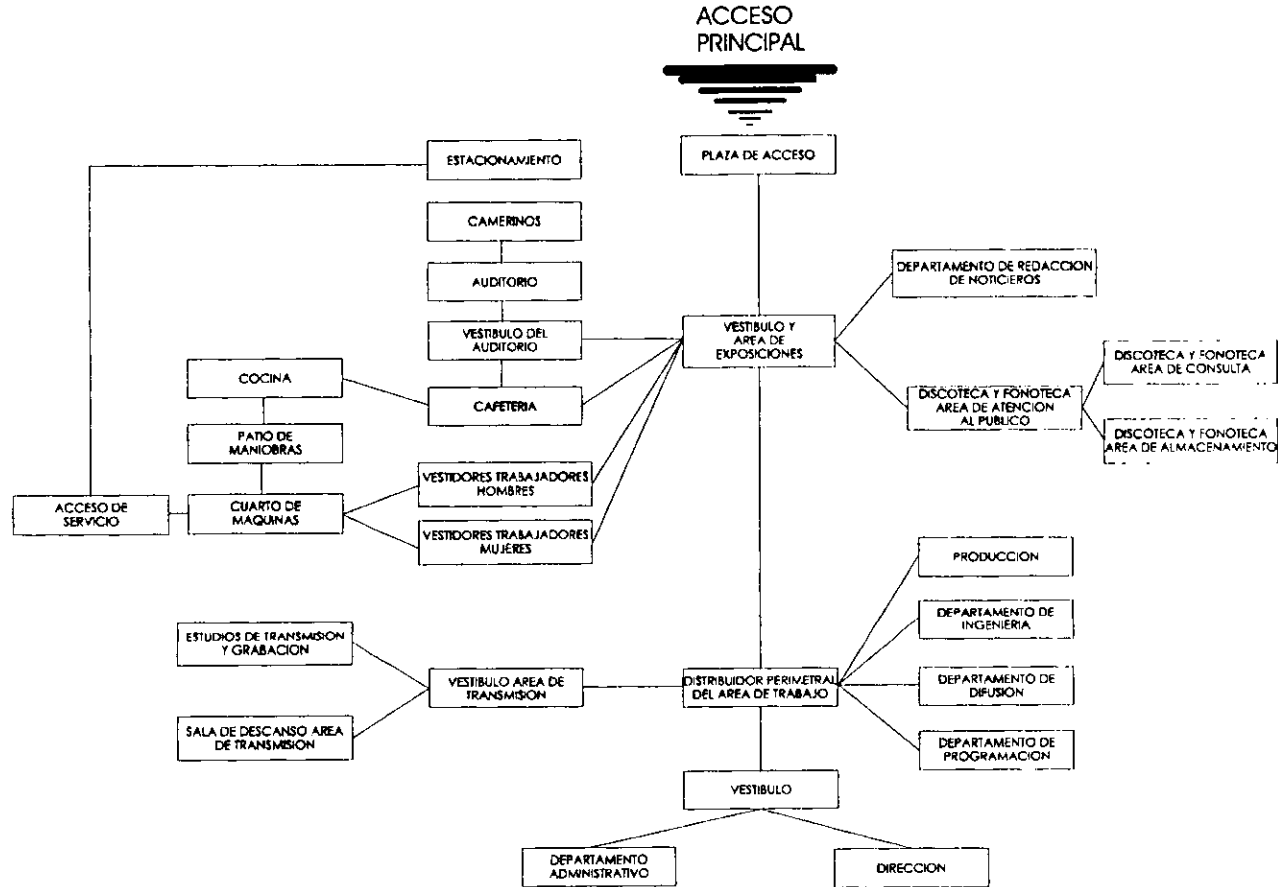 ACCESO
PRINCIPAL
ESTACIONAMIENTO
PLAZA DE ACCESO
CAMERINOS
DEPARTAMENTO DE REDACCION
DE NOTICIEROS
AUDITORIO
VESTIBULO DEL
AUDITORIO
VESTIBULO Y
AREA DE
EXPOSICIONES
DISCOTECA Y FONOTECA
AREA DE CONSULTA
COCINA
CAFETERIA
DISCOTECA Y FONOTECA
AREA DE ATENCION
AL PUBLICO
PATIO DE
MANIOBRAS
DISCOTECA Y FONOTECA
AREA DE ALMACENAMIENTO
VESTIDORES TRABAJADORES
HOMBRES
ACCESO DE
SERVICIO
CUARTO DE
MAQUINAS
VESTIDORES TRABAJADORES
MUJERES
PRODUCCION
DEPARTAMENTO DE
INGENIERIA
ESTUDIOS DE TRANSMISION
Y GRABACION
VESTIBULO AREA DE
TRANSMISION
DISTRIBUIDOR PERIMETRAL
DEL AREA DE TRABAJO
DEPARTAMENTO DE
DIFUSION
SALA DE DESCANSO AREA
DE TRANSMISION
DEPARTAMENTO DE
PROGRAMACION
VESTIBULO
DEPARTAMENTO
ADMINISTRATIVO
DIRECCION